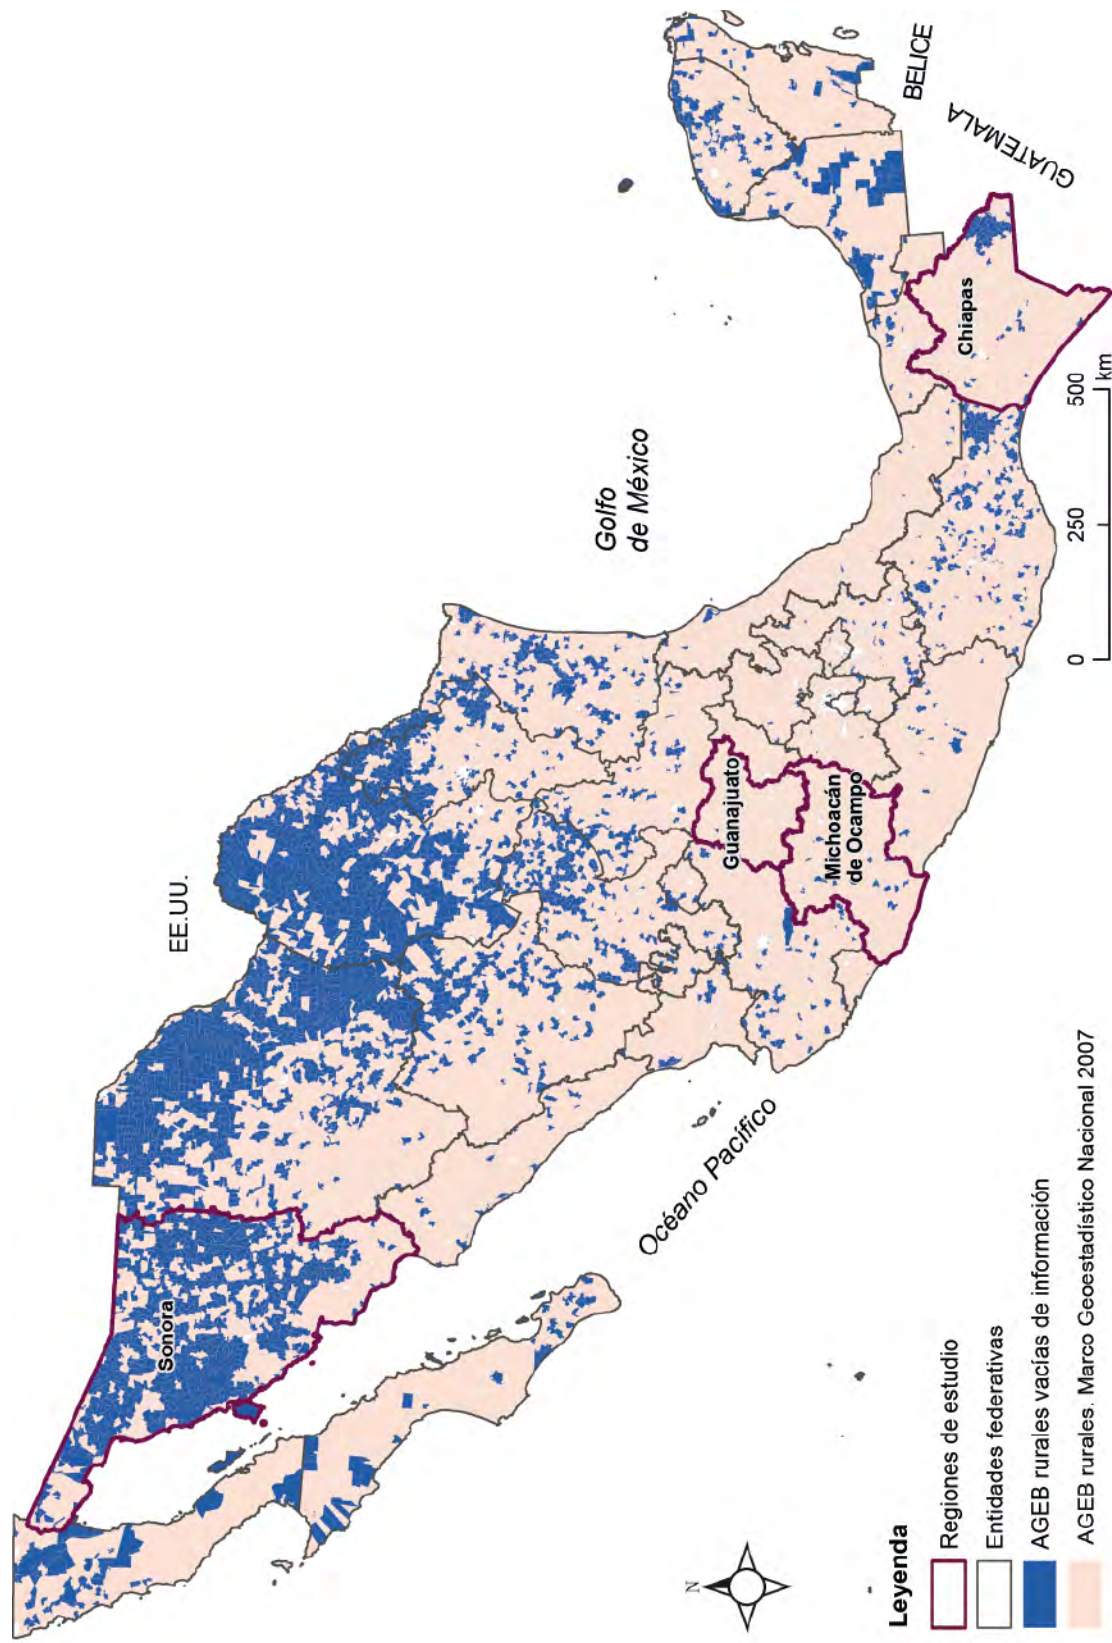 EE.UU.
Golfo
de México
BELICE
GUATEMALA
Océano Pacífico
Sonora
Guanajuato
Michoacán
de Ocampo
Chiapas
N
Leyenda
Regiones de estudio
Entidades federativas
AGEB rurales vacías de información
AGEB rurales. Marco Geoestadístico Nacional 2007
0 250 500
km